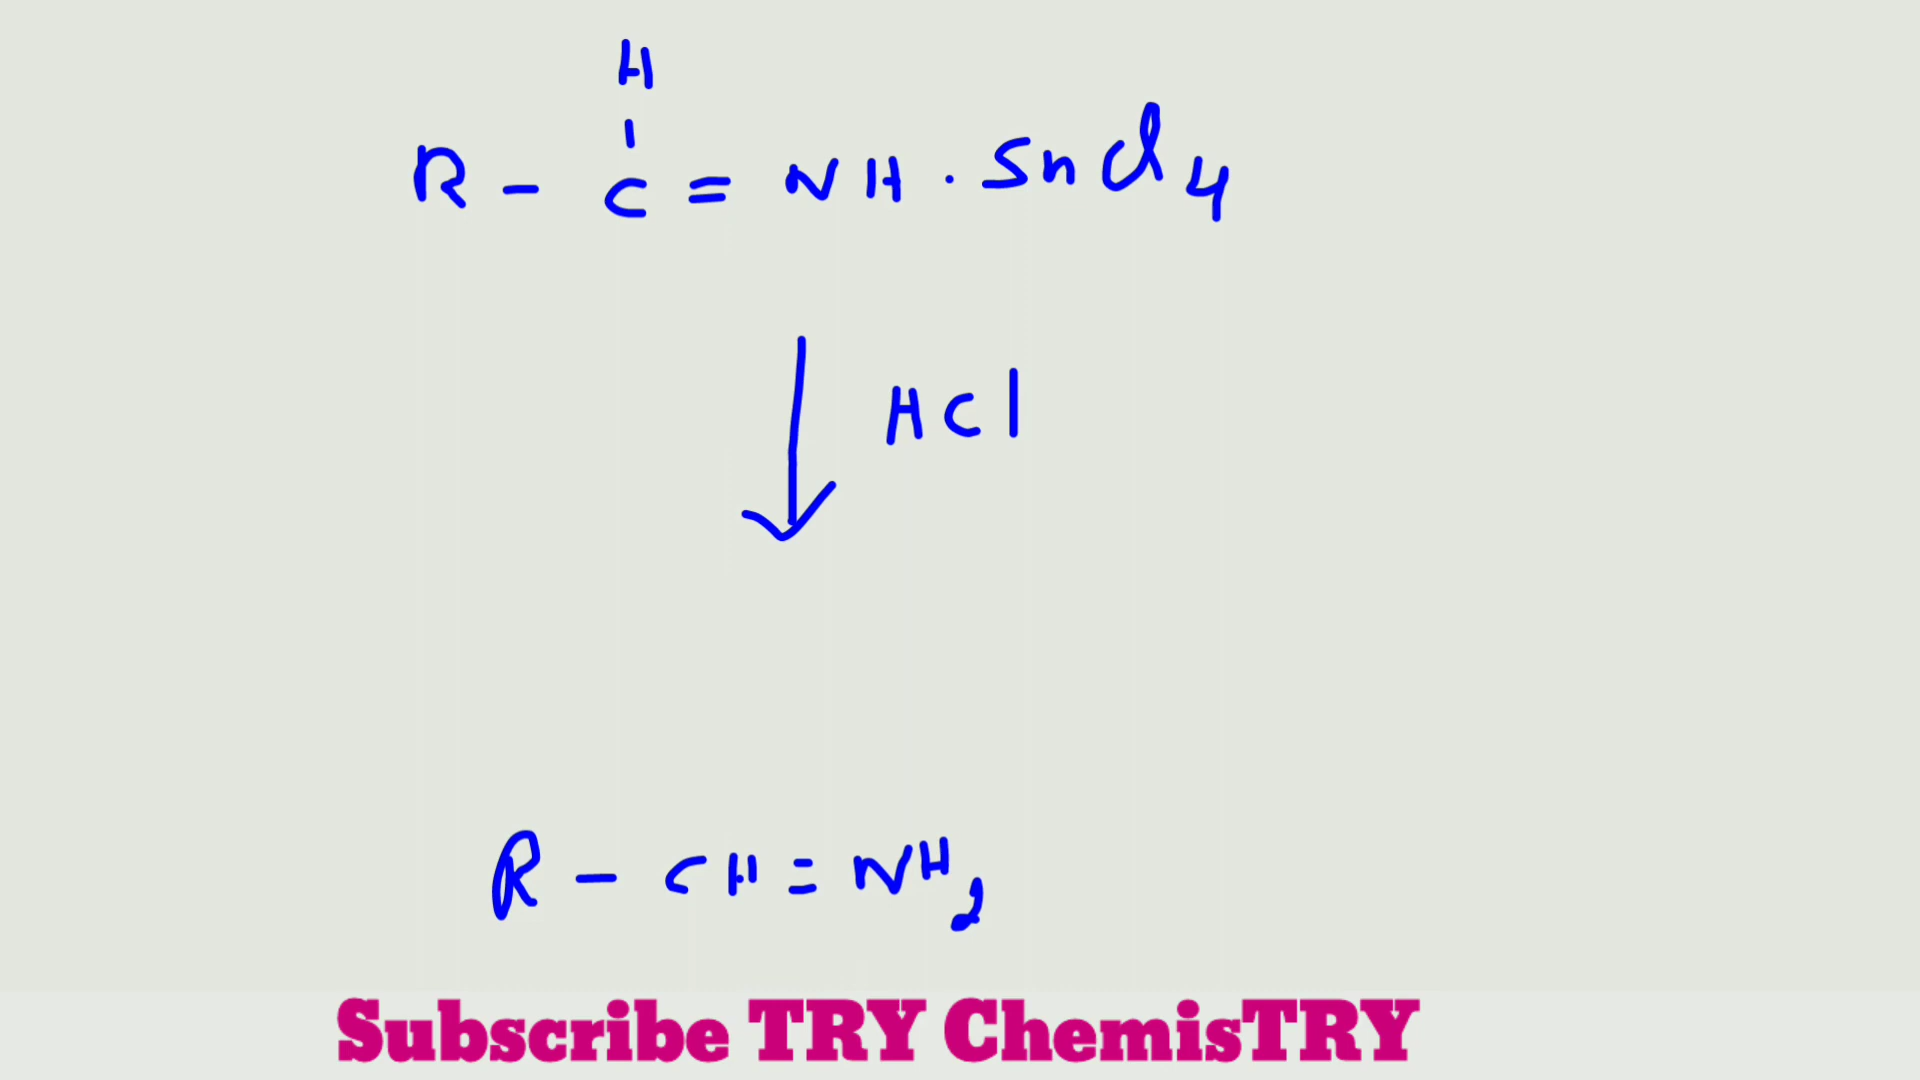 H
R - C = NH · SnCl4
HCl
R - CH = NH2
Subscribe TRY ChemisTRY